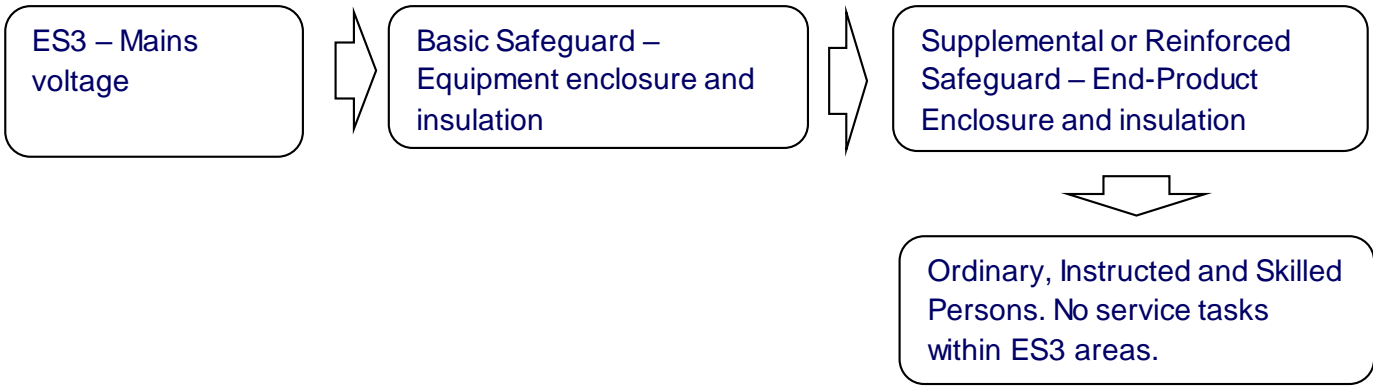 ES3 – Mains
voltage
Basic Safeguard –
Equipment enclosure and
insulation
Supplemental or Reinforced
Safeguard – End-Product
Enclosure and insulation
Ordinary, Instructed and Skilled
Persons. No service tasks
within ES3 areas.